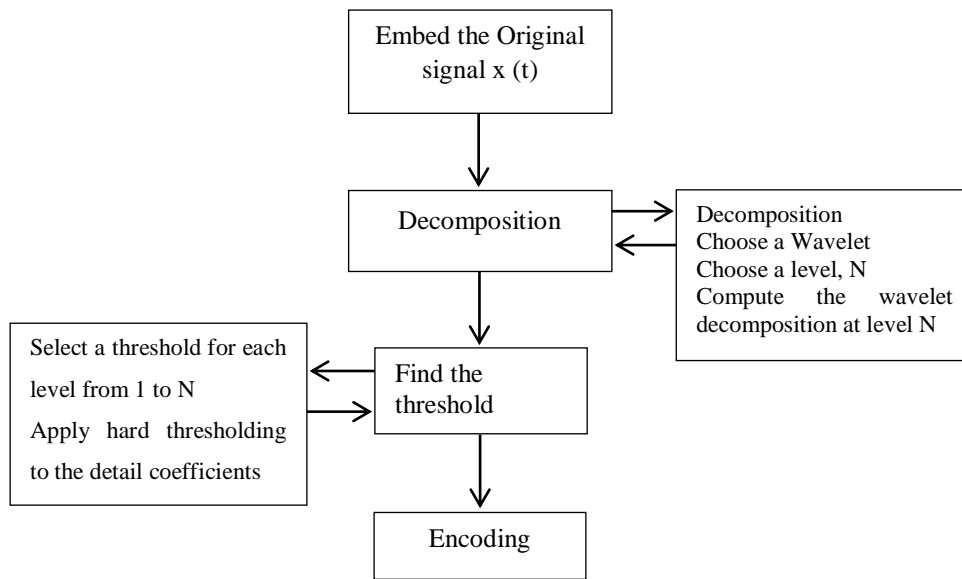 Embed the Original
signal x (t)
Decomposition
Decomposition
Choose a Wavelet
Choose a level, N
Compute the wavelet
decomposition at level N
Select a threshold for each
level from 1 to N
Apply hard thresholding
to the detail coefficients
Find the
threshold
Encoding